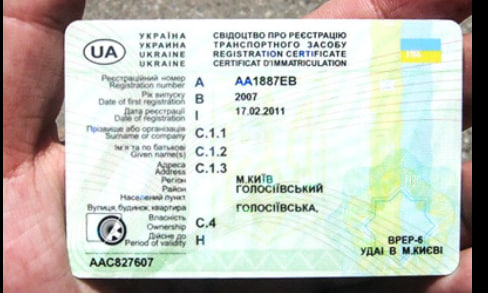 UA
УКРАЇНА
УКРАИНА
UKRAINE
UKRAINE
СВІДОЦТВО ПРО РЕЄСТРАЦІЮ
ТРАНСПОРТНОГО ЗАСОБУ
REGISTRATION CERTIFICATE
CERTIFICAT D'IMMATRICULATION
Реєстраційний номер
Registration number A AA1887EB
Рік випуску
Date of first registration B 2007
Дата реєстрації
Date of registration I 17.02.2011
Прізвище або організація
Surname or company C.1.1
Ім'я та по батькові
Given name(s) C.1.2
Адреса
Address C.1.3
Регіон М.КИЇВ
Район ГОЛОСІЇВСЬКИЙ
Населений пункт
Вулиця, будинок, квартира ГОЛОСІЇВСЬКА,
Власність
Ownership C.4
Дійсне до
Period of validity H
ВРЕР-6
УДАІ В М.КИЄВІ
ААС827607